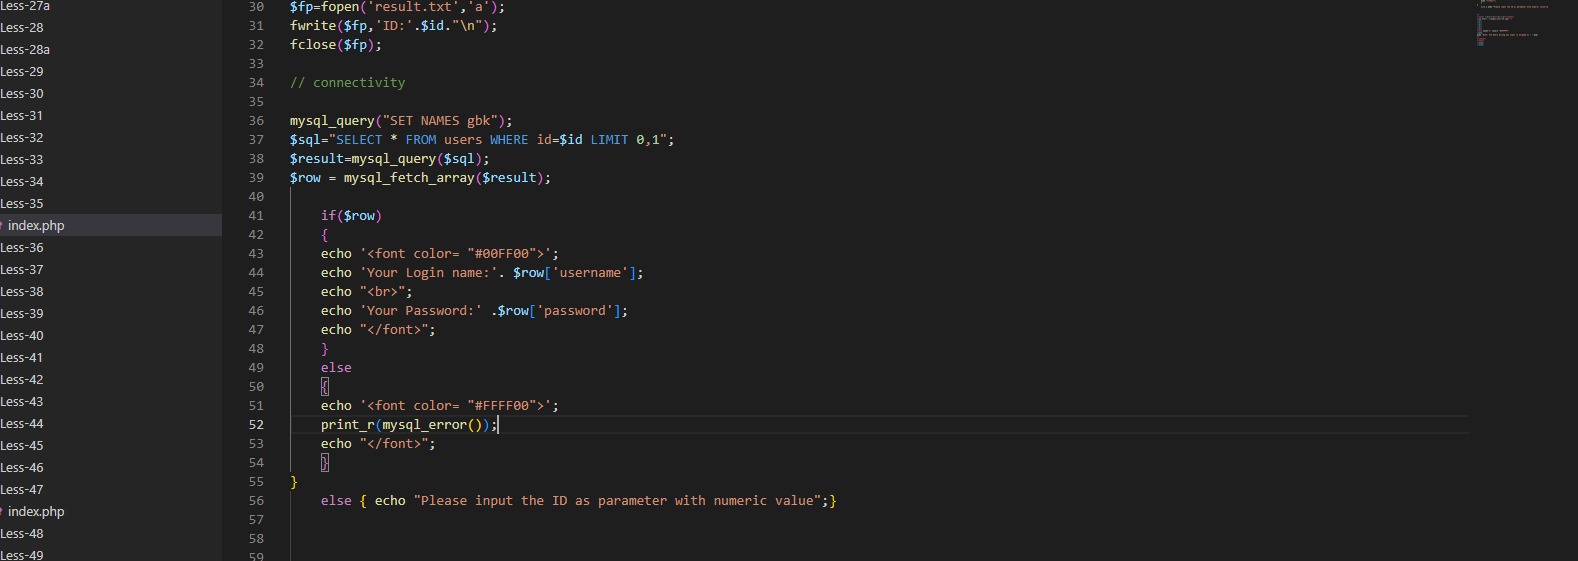 Less-27a
Less-28
Less-28a
Less-29
Less-30
Less-31
Less-32
Less-33
Less-34
Less-35
index.php
Less-36
Less-37
Less-38
Less-39
Less-40
Less-41
Less-42
Less-43
Less-44
Less-45
Less-46
Less-47
index.php
Less-48
Less-49
30 $fp=fopen('result.txt','a');
31 fwrite($fp,'ID:'.$id."\n");
32 fclose($fp);
33
34 // connectivity
35
36 mysql_query("SET NAMES gbk");
37 $sql="SELECT * FROM users WHERE id=$id LIMIT 0,1";
38 $result=mysql_query($sql);
39 $row = mysql_fetch_array($result);
40
41 if($row)
42 {
43 echo '<font color= "#00FF00">';
44 echo 'Your Login name:'. $row['username'];
45 echo "<br>";
46 echo 'Your Password:' .$row['password'];
47 echo "</font>";
48 }
49 else
50 {
51 echo '<font color= "#FFFF00">';
52 print_r(mysql_error());
53 echo "</font>";
54 }
55 }
56 else { echo "Please input the ID as parameter with numeric value";}
57
58
59